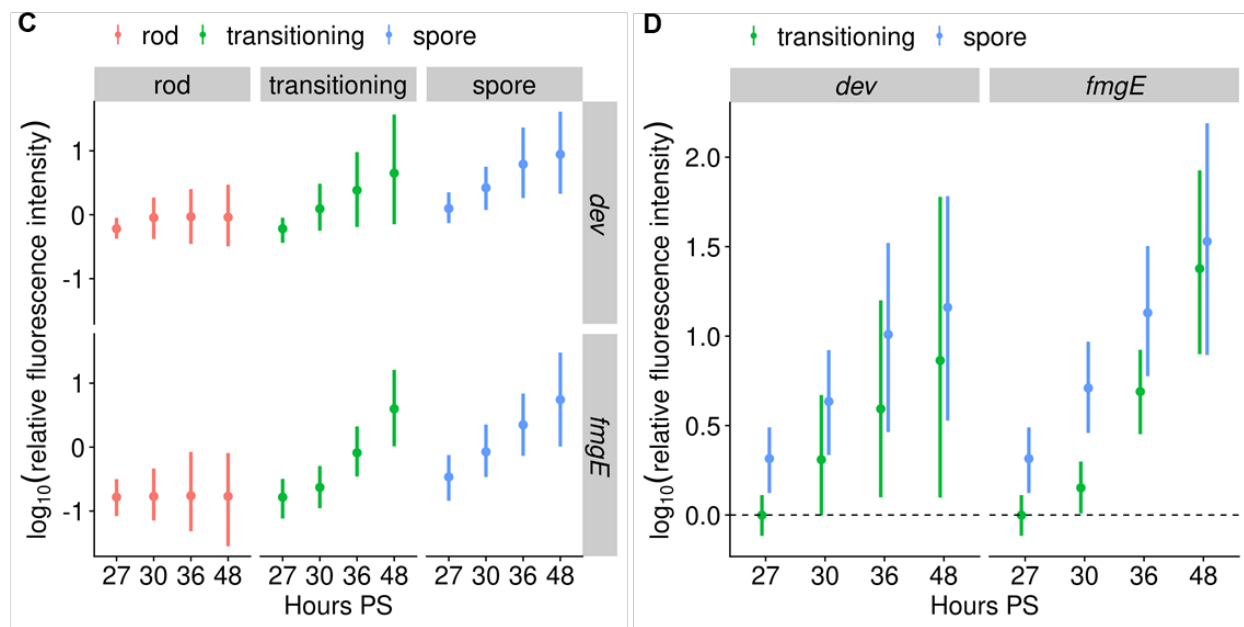 C
rod transitioning spore
rod transitioning spore
log10(relative fluorescence intensity)
1
0
-1
dev
1
0
-1
fmgE
27 30 36 48 27 30 36 48 27 30 36 48
Hours PS
D
transitioning spore
dev fmgE
log10(relative fluorescence intensity)
2.0
1.5
1.0
0.5
0.0
27 30 36 48 27 30 36 48
Hours PS